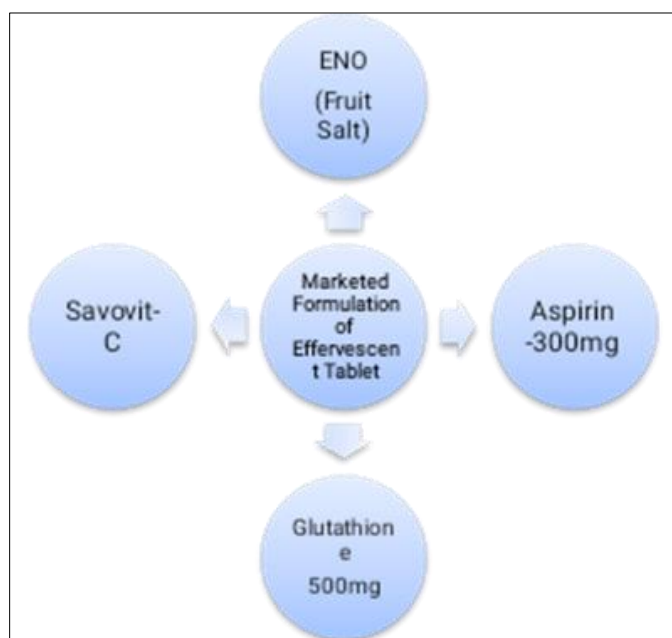 ENO
(Fruit
Salt)
Savovit-
C
Marketed
Formulation
of
Effervescen
t Tablet
Aspirin
-300mg
Glutathion
e
500mg